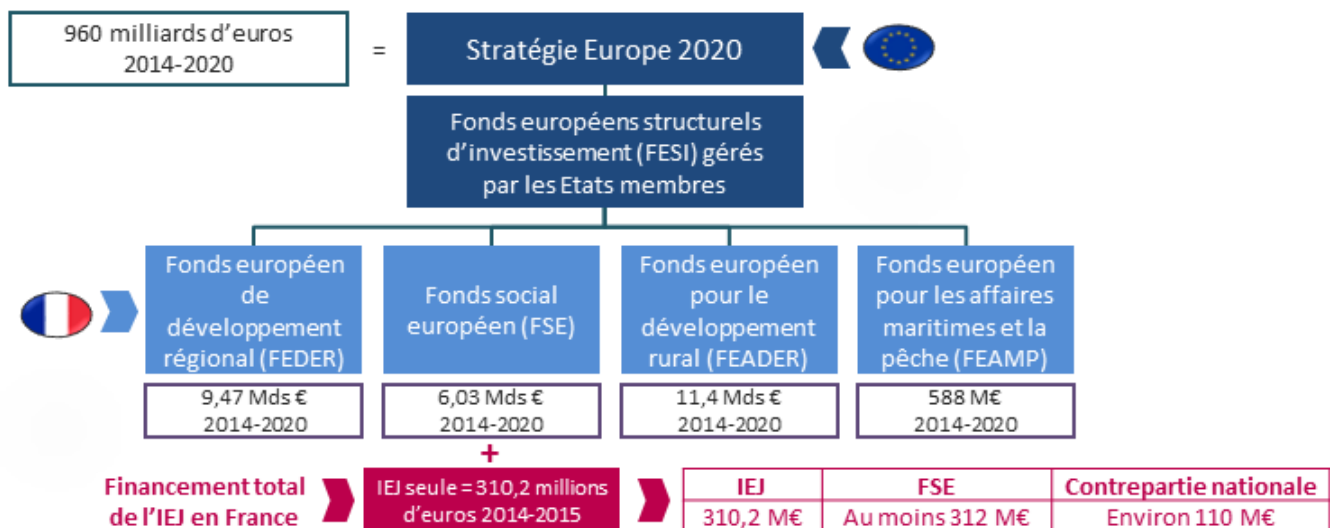 960 milliards d'euros
2014-2020
=
Stratégie Europe 2020
Fonds européens structurels
d'investissement (FESI) gérés
par les Etats membres
Fonds européen
de
développement
régional (FEDER)
Fonds social
européen (FSE)
Fonds européen
pour le
développement
rural (FEADER)
Fonds européen
pour les affaires
maritimes et la
pêche (FEAMP)
9,47 Mds €
2014-2020
6,03 Mds €
2014-2020
11,4 Mds €
2014-2020
588 M€
2014-2020
+
Financement total
de l'IEJ en France
IEJ seule = 310,2 millions
d'euros 2014-2015
IEJ FSE Contrepartie nationale
310,2 M€ Au moins 312 M€ Environ 110 M€